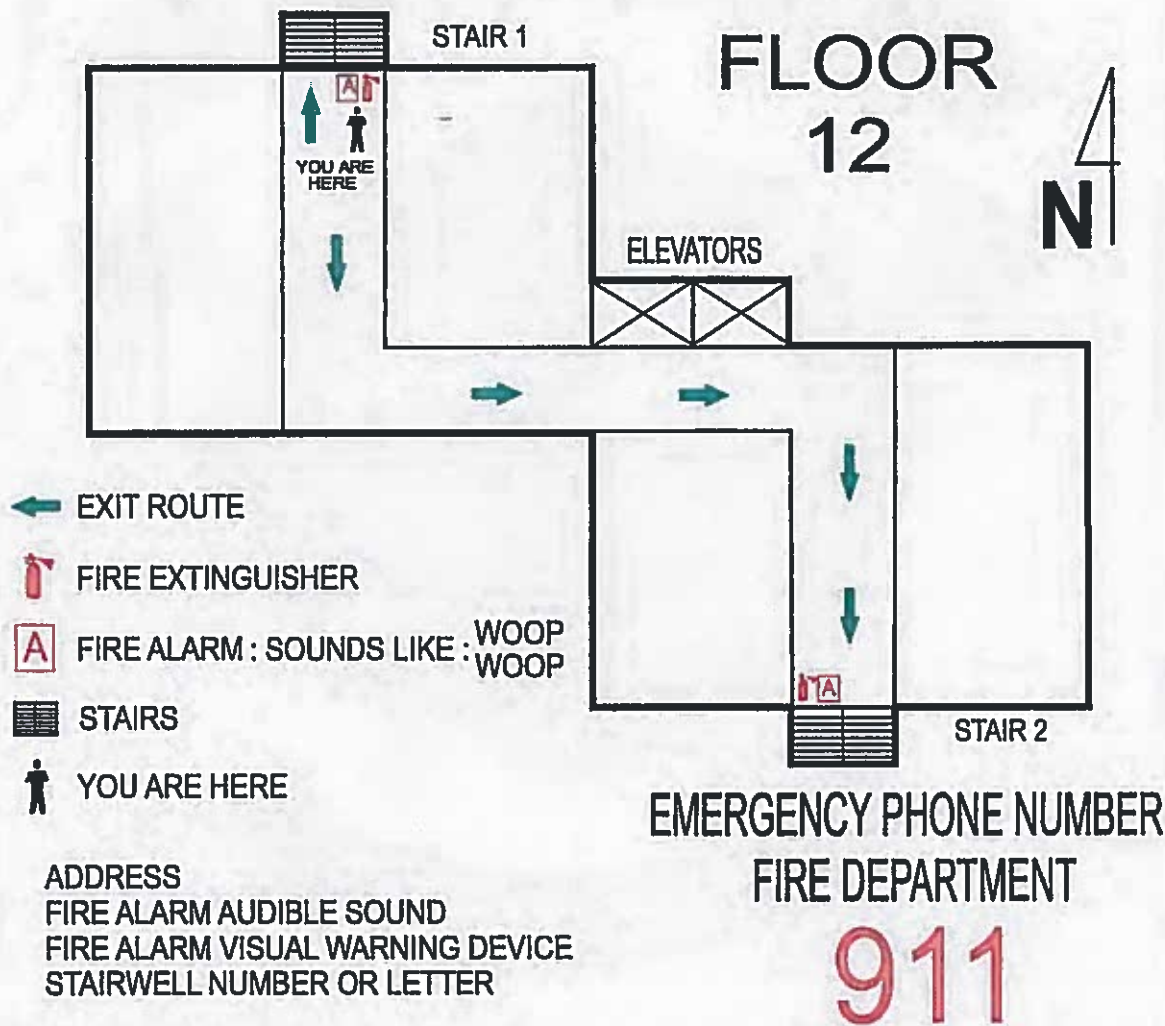 STAIR 1
FLOOR
12
A
YOU ARE
HERE
N
ELEVATORS
EXIT ROUTE
FIRE EXTINGUISHER
A FIRE ALARM : SOUNDS LIKE : WOOP
WOOP
STAIRS
YOU ARE HERE
A
STAIR 2
EMERGENCY PHONE NUMBER
FIRE DEPARTMENT
911
ADDRESS
FIRE ALARM AUDIBLE SOUND
FIRE ALARM VISUAL WARNING DEVICE
STAIRWELL NUMBER OR LETTER